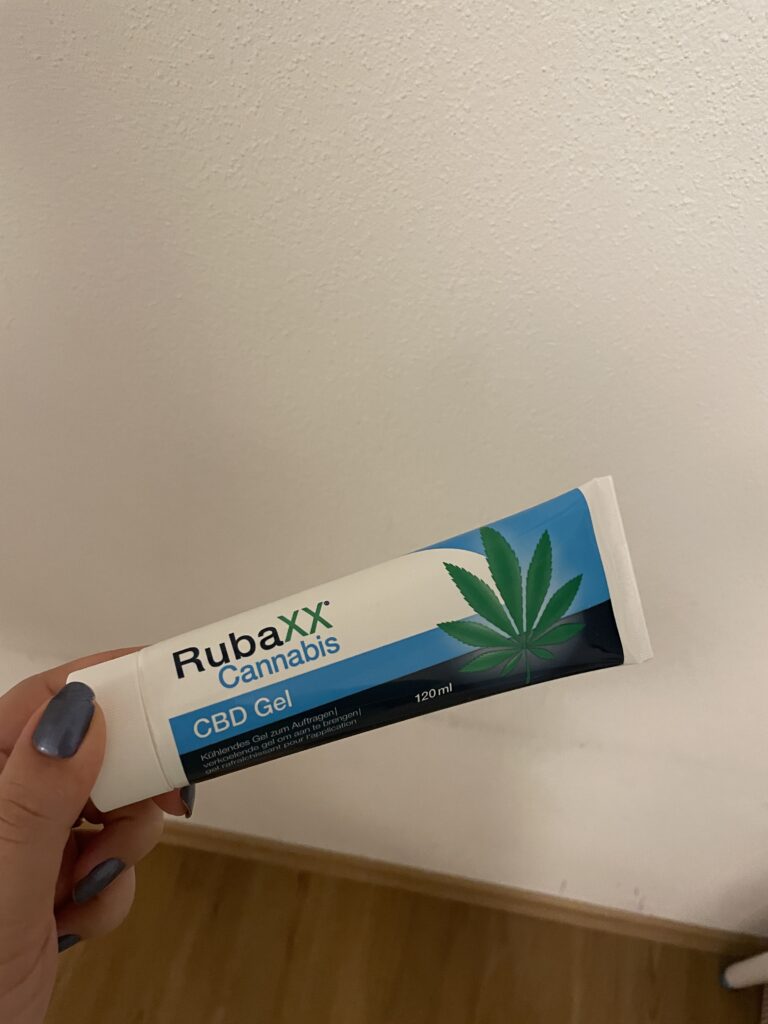 RubaXX®
Cannabis
CBD Gel
120 ml
Kühlendes Gel zum Auftragen|
verkoelende gel om aan te brengen|
gel rafraîchissant pour l'application